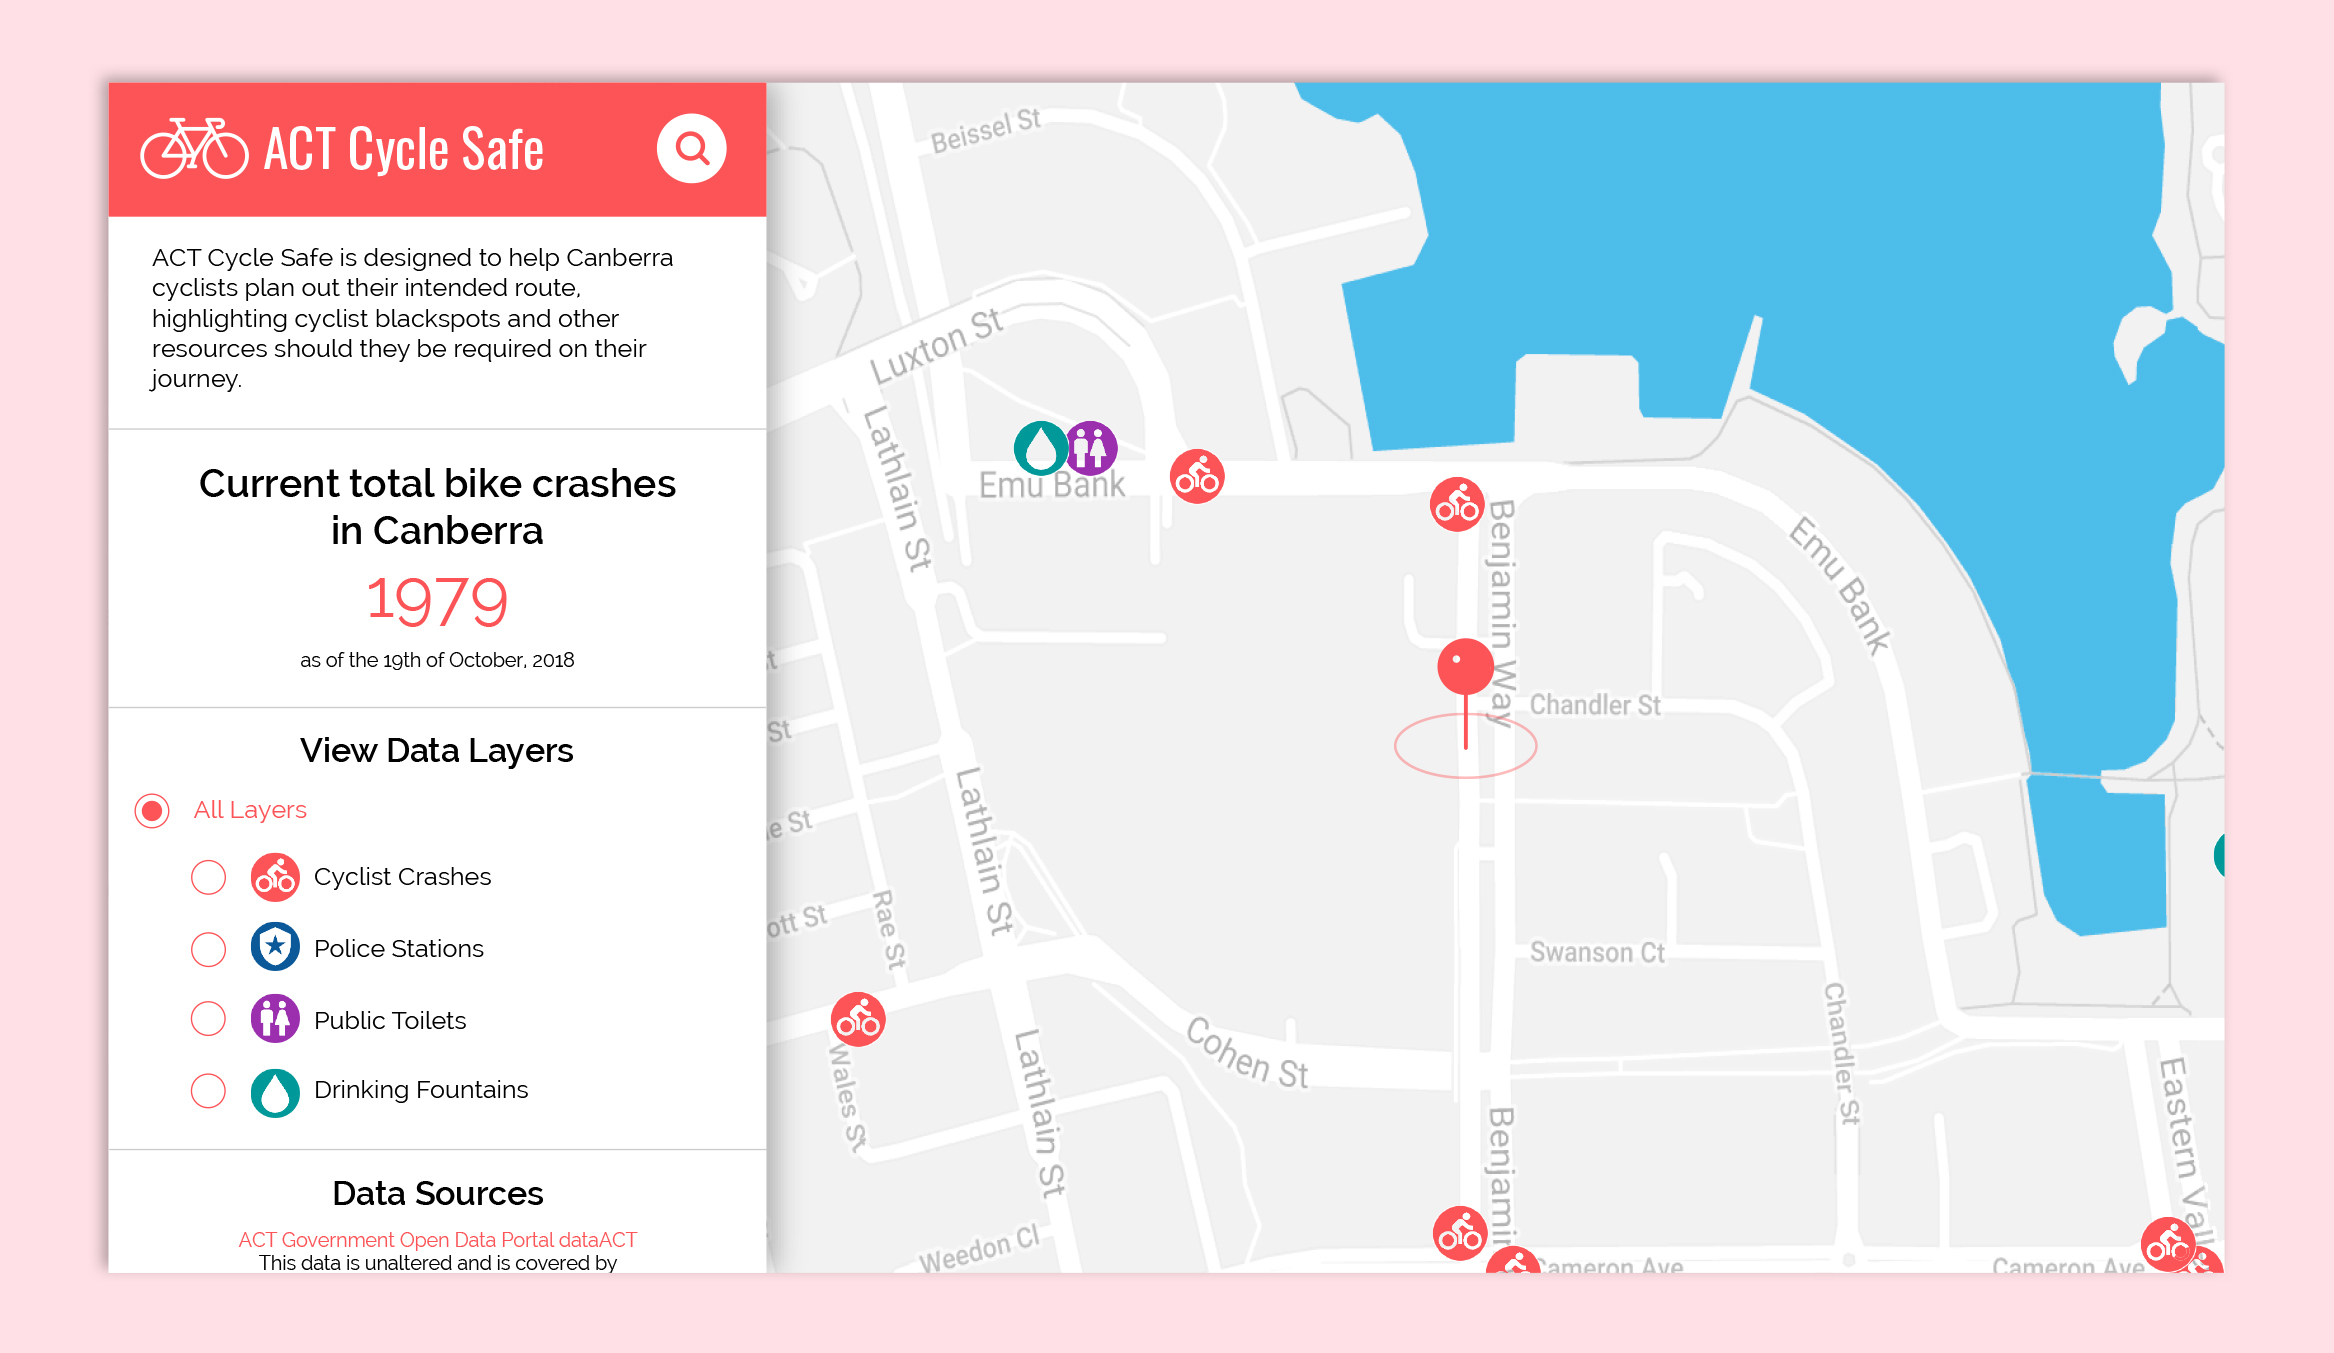 ACT Cycle Safe
ACT Cycle Safe is designed to help Canberra
cyclists plan out their intended route,
highlighting cyclist blackspots and other
resources should they be required on their
journey.
Current total bike crashes
in Canberra
1979
as of the 19th of October, 2018
View Data Layers
All Layers
Cyclist Crashes
Police Stations
Public Toilets
Drinking Fountains
Data Sources
ACT Government Open Data Portal dataACT
This data is unaltered and is covered by
Beissel St
Luxton St
Lathlain St
Emu Bank
Benjamin Way
Emu Bank
St
Chandler St
St
Lathlain St
St
Rae St
St
Swanson Ct
Chandler St
Cohen St
Wales St
Lathlain St
Benjamin
Eastern Vall
Weedon Cl
Cameron Ave
Cameron Ave